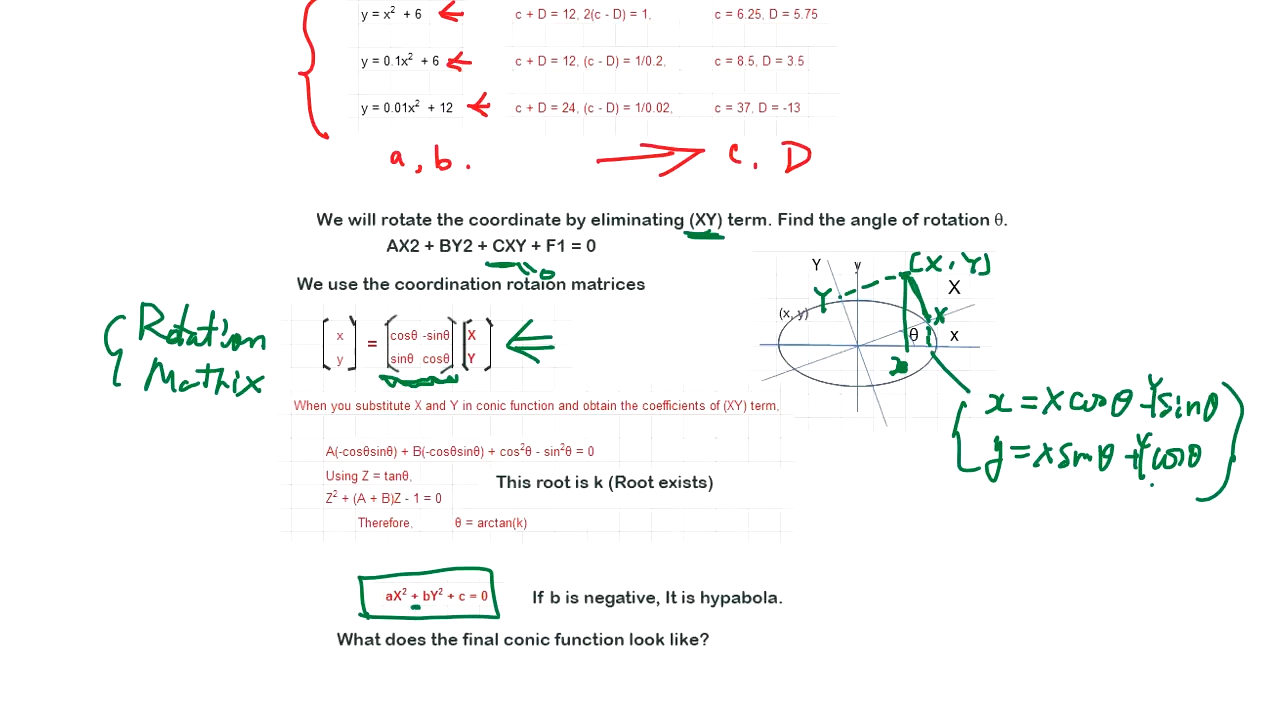 y = x² + 6 c + D = 12, 2(c - D) = 1, c = 6.25, D = 5.75
y = 0.1x² + 6 c + D = 12, (c - D) = 1/0.2, c = 8.5, D = 3.5
y = 0.01x² + 12 c + D = 24, (c - D) = 1/0.02, c = 37, D = -13
a, b. c. D
We will rotate the coordinate by eliminating (XY) term. Find the angle of rotation θ.
AX2 + BY2 + CXY + F1 = 0
0
We use the coordination rotaion matrices
Y y (X, Y) X
Y (x, y) X θ x
x
Rotation
Matrix
x = cosθ -sinθ X
y sinθ cosθ Y
x = X cosθ - Y sinθ
y = X sinθ + Y cosθ
When you substitute X and Y in conic function and obtain the coefficients of (XY) term,
A(-cosθsinθ) + B(-cosθsinθ) + cos²θ - sin²θ = 0
Using Z = tanθ,
This root is k (Root exists)
Z² + (A + B)Z - 1 = 0
Therefore, θ = arctan(k)
aX² + bY² + c = 0 If b is negative, It is hypabola.
What does the final conic function look like?